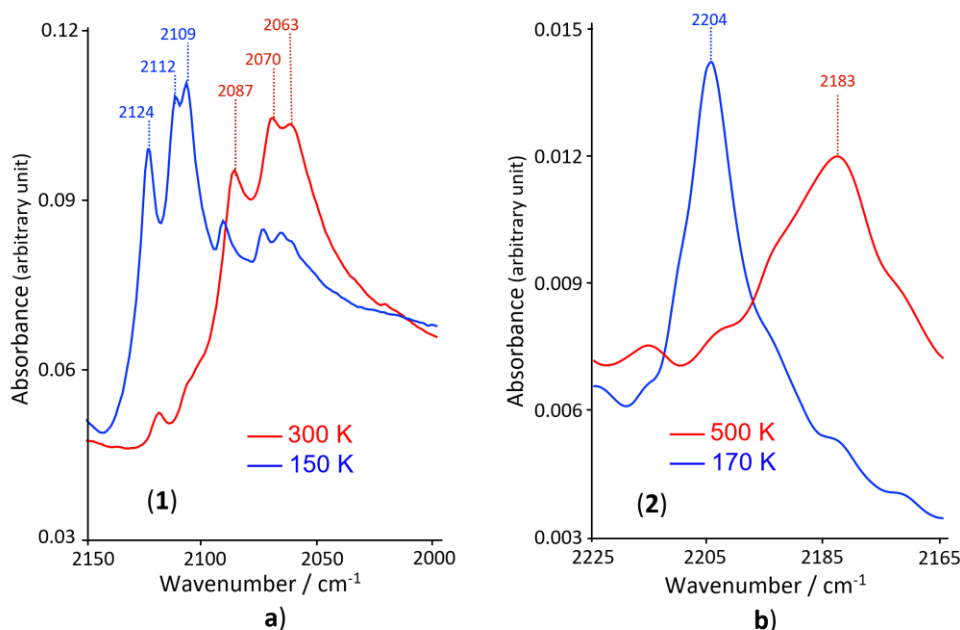 0.12
0.09
0.06
0.03
Absorbance (arbitrary unit)
2124
2112
2109
2087
2070
2063
300 K
150 K
(1)
2150
2100
2050
2000
Wavenumber / cm-1
a)
0.015
0.012
0.009
0.006
0.003
Absorbance (arbitrary unit)
2204
2183
500 K
170 K
(2)
2225
2205
2185
2165
Wavenumber / cm-1
b)